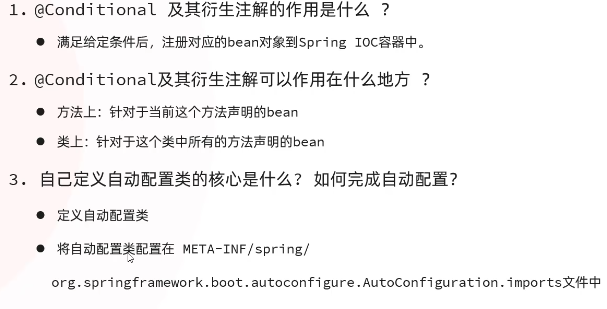 1. @Conditional 及其衍生注解的作用是什么 ？
● 满足给定条件后，注册对应的bean对象到Spring IOC容器中。
2. @Conditional及其衍生注解可以作用在什么地方 ？
● 方法上：针对于当前这个方法声明的bean
● 类上：针对于这个类中所有的方法声明的bean
3. 自己定义自动配置类的核心是什么？如何完成自动配置？
● 定义自动配置类
● 将自动配置类配置在 META-INF/spring/
org.springframework.boot.autoconfigure.AutoConfiguration.imports文件中